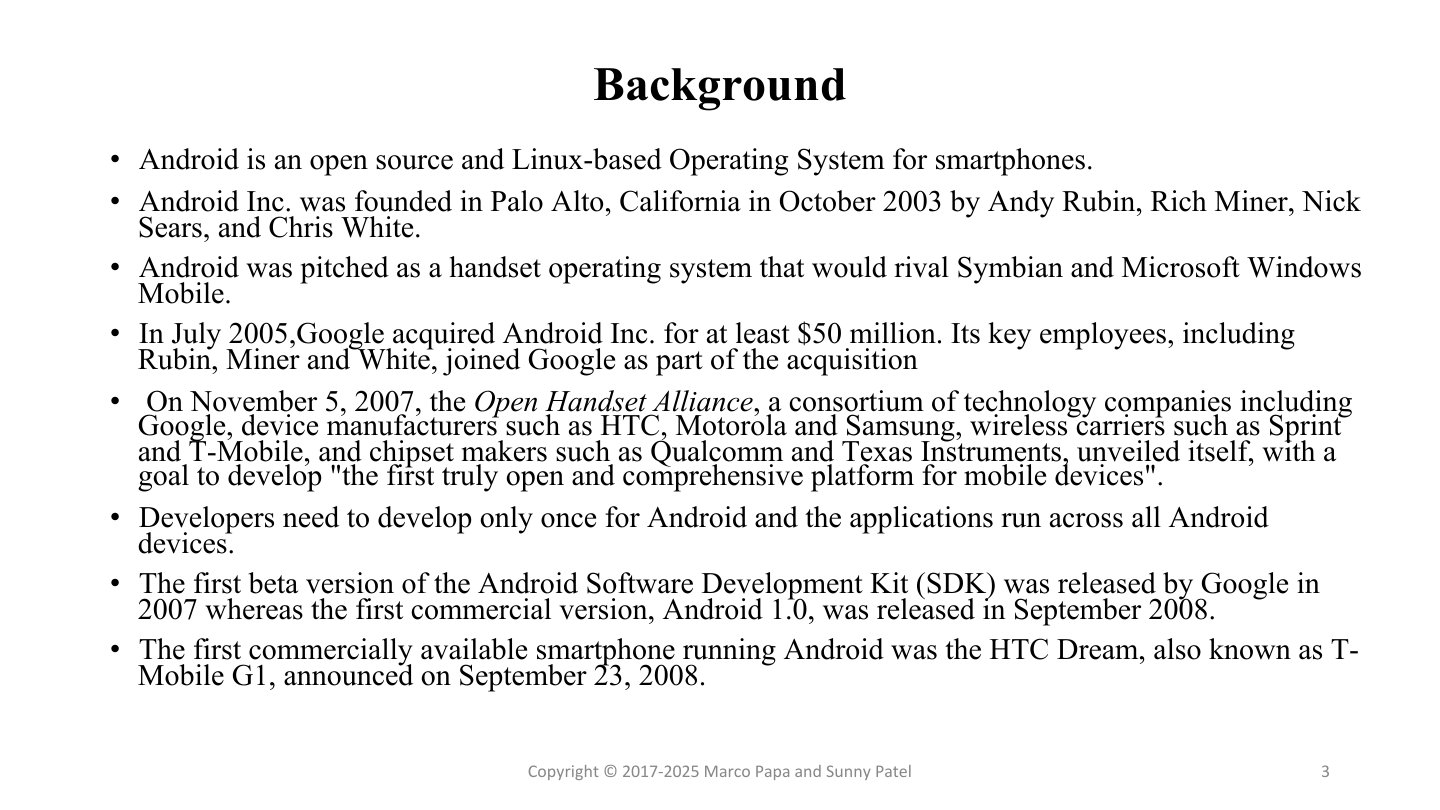 Background
• Android is an open source and Linux-based Operating System for smartphones.
• Android Inc. was founded in Palo Alto, California in October 2003 by Andy Rubin, Rich Miner, Nick
Sears, and Chris White.
• Android was pitched as a handset operating system that would rival Symbian and Microsoft Windows
Mobile.
• In July 2005,Google acquired Android Inc. for at least $50 million. Its key employees, including
Rubin, Miner and White, joined Google as part of the acquisition
• On November 5, 2007, the Open Handset Alliance, a consortium of technology companies including
Google, device manufacturers such as HTC, Motorola and Samsung, wireless carriers such as Sprint
and T-Mobile, and chipset makers such as Qualcomm and Texas Instruments, unveiled itself, with a
goal to develop "the first truly open and comprehensive platform for mobile devices".
• Developers need to develop only once for Android and the applications run across all Android
devices.
• The first beta version of the Android Software Development Kit (SDK) was released by Google in
2007 whereas the first commercial version, Android 1.0, was released in September 2008.
• The first commercially available smartphone running Android was the HTC Dream, also known as T-
Mobile G1, announced on September 23, 2008.
Copyright © 2017-2025 Marco Papa and Sunny Patel
3